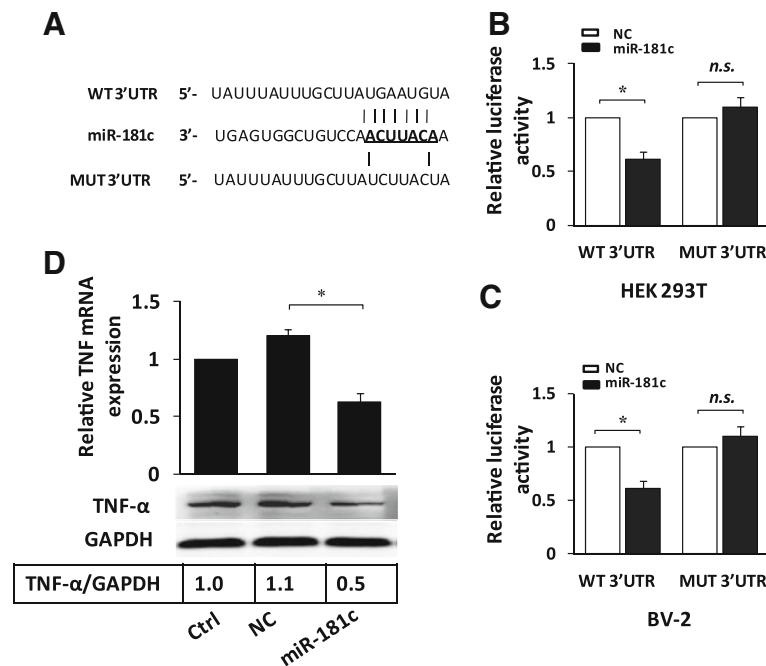 A
WT 3'UTR 5'- UAUUUAUUUGCUUAUGAAUGUA
miR-181c 3'- UGAGUGGCUGUCCAAACUUACAA
MUT 3'UTR 5'- UAUUUAUUUGCUUAUCUUACUA
B
NC
miR-181c
Relative luciferase
activity
1.5
1
0.5
0
*
n.s.
WT 3'UTR MUT 3'UTR
HEK 293T
D
Relative TNF mRNA
expression
1.5
1
0.5
0
*
TNF-α
GAPDH
TNF-α/GAPDH 1.0 1.1 0.5
Ctrl NC miR-181c
C
NC
miR-181c
Relative luciferase
activity
1.5
1
0.5
0
*
n.s.
WT 3'UTR MUT 3'UTR
BV-2